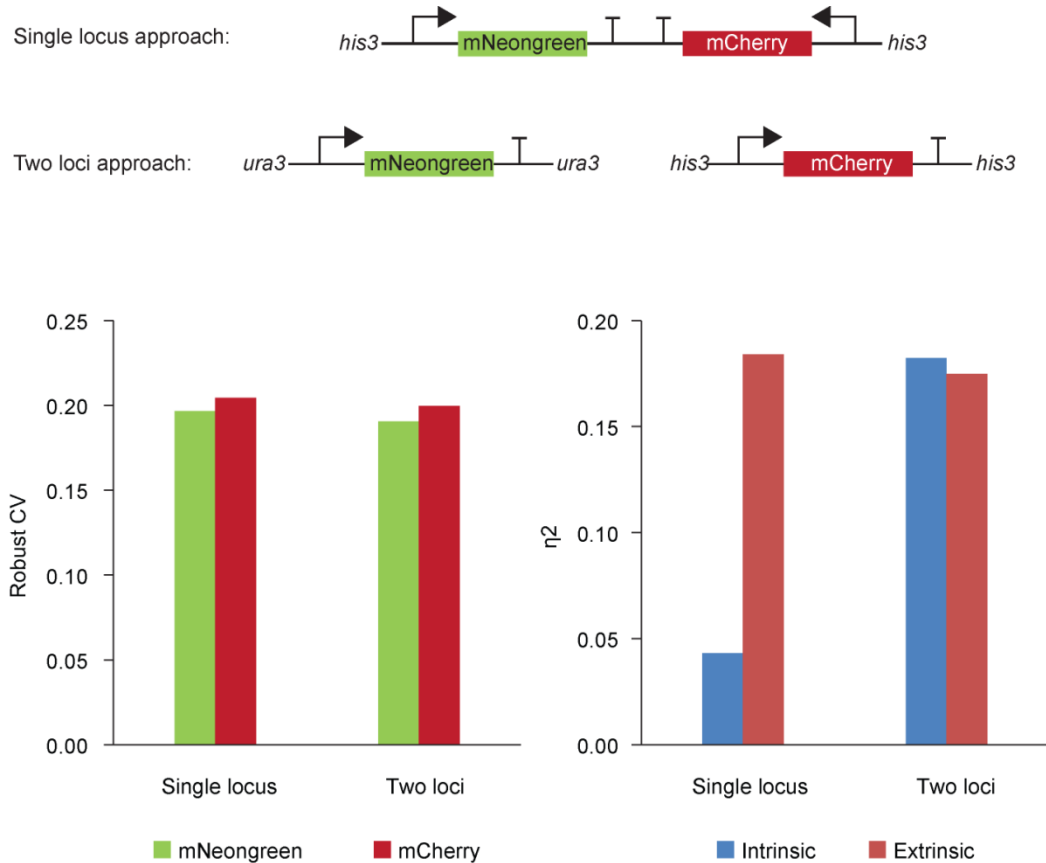 Single locus approach: his3 mNeongreen mCherry his3
Two loci approach: ura3 mNeongreen ura3 his3 mCherry his3
0.25
0.20
0.15
0.10
0.05
0.00
Robust CV
Single locus Two loci
mNeongreen mCherry
0.20
0.15
0.10
0.05
0.00
η2
Single locus Two loci
Intrinsic Extrinsic